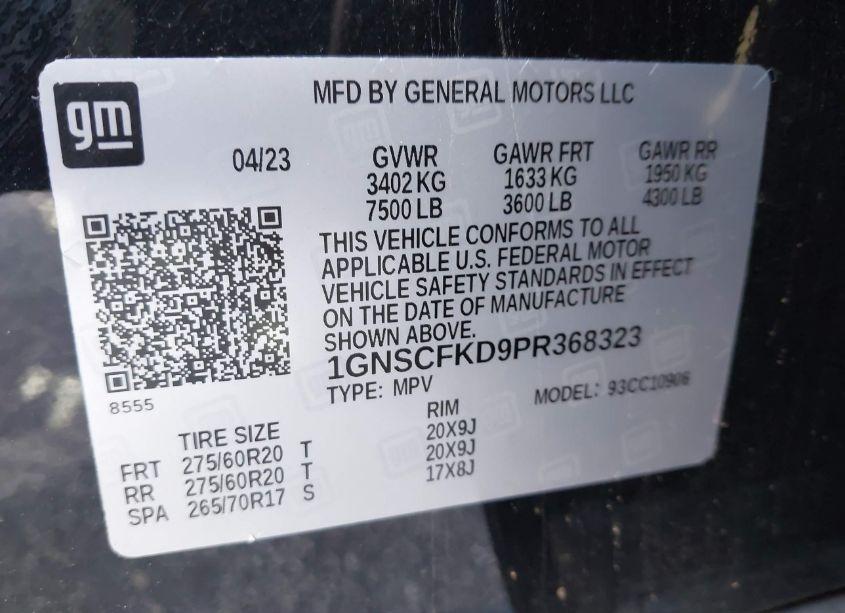 gm
MFD BY GENERAL MOTORS LLC
04/23 GVWR GAWR FRT GAWR RR
3402 KG 1633 KG 1950 KG
7500 LB 3600 LB 4300 LB
THIS VEHICLE CONFORMS TO ALL
APPLICABLE U.S. FEDERAL MOTOR
VEHICLE SAFETY STANDARDS IN EFFECT
ON THE DATE OF MANUFACTURE
SHOWN ABOVE.
1GNSCFKD9PR368323
TYPE: MPV MODEL: 93CC10906
8555
TIRE SIZE RIM
FRT 275/60R20 T 20X9J
RR 275/60R20 T 20X9J
SPA 265/70R17 S 17X8J